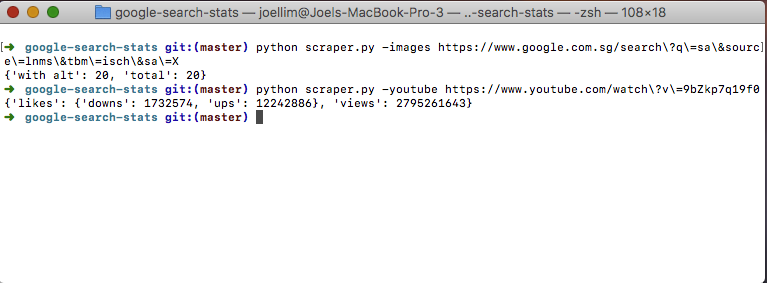 google-search-stats — joellim@Joels-MacBook-Pro-3 — ..-search-stats — -zsh — 108×18
[➜  google-search-stats git:(master) python scraper.py -images https://www.google.com.sg/search\?q\=sa\&sourc]
e\=lnms\&tbm\=isch\&sa\=X
{'with alt': 20, 'total': 20}
➜  google-search-stats git:(master) python scraper.py -youtube https://www.youtube.com/watch\?v\=9bZkp7q19f0
{'likes': {'downs': 1732574, 'ups': 12242886}, 'views': 2795261643}
➜  google-search-stats git:(master)